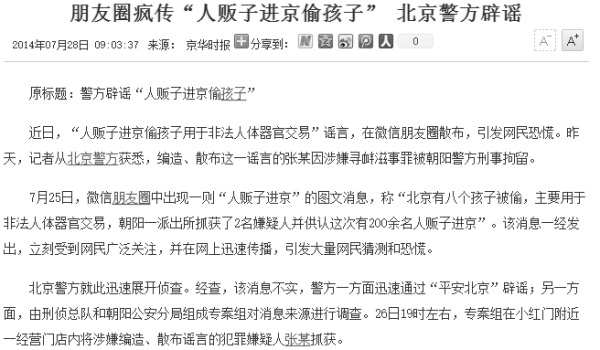 朋友圈疯传“人贩子进京偷孩子” 北京警方辟谣
2014年07月28日 09:03:37 来源: 京华时报 分享到: 0 A- A+
原标题：警方辟谣“人贩子进京偷孩子”
近日，“人贩子进京偷孩子用于非法人体器官交易”谣言，在微信朋友圈散布，引发网民恐慌。昨
天，记者从北京警方获悉，编造、散布这一谣言的张某因涉嫌寻衅滋事罪被朝阳警方刑事拘留。
7月25日，微信朋友圈中出现一则“人贩子进京”的图文消息，称“北京有八个孩子被偷，主要用于
非法人体器官交易，朝阳一派出所抓获了2名嫌疑人并供认这次有200余名人贩子进京”。该消息一经发
出，立刻受到网民广泛关注，并在网上迅速传播，引发大量网民猜测和恐慌。
北京警方就此迅速展开侦查。经查，该消息不实，警方一方面迅速通过“平安北京”辟谣；另一方
面，由刑侦总队和朝阳公安分局组成专案组对消息来源进行调查。26日19时左右，专案组在小红门附近
一经营门店内将涉嫌编造、散布谣言的犯罪嫌疑人张某抓获。